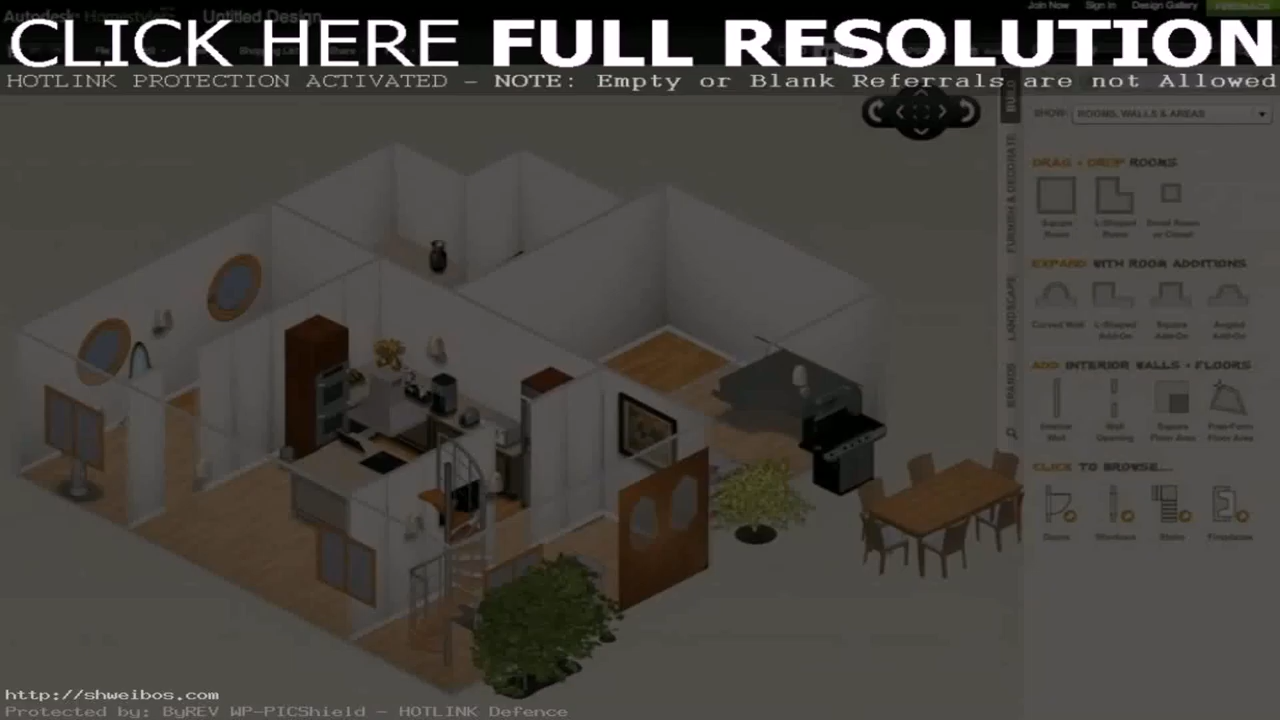 Autodesk Homestyler Untitled Design
Join Now Sign In Design Gallery FEEDBACK
CLICK HERE FULL RESOLUTION
HOTLINK PROTECTION ACTIVATED – NOTE: Empty or Blank Referrals are not Allowed
BUILD
SHOW: ROOMS, WALLS & AREAS
FURNISH & DECORATE
LANDSCAPE
BRANDS
DRAG + DROP ROOMS
Square Room
L-Shaped Room
Small Room or Closet
EXPAND WITH ROOM ADDITIONS
Curved Wall
L-Shaped Add-On
Square Add-On
Angled Add-On
ADD INTERIOR WALLS + FLOORS
Interior Wall
Wall Opening
Square Floor Area
Free-Form Floor Area
CLICK TO BROWSE...
Doors
Windows
Stairs
Fireplaces
http://shweibos.com
Protected by: ByREV WP-PICShield – HOTLINK Defence